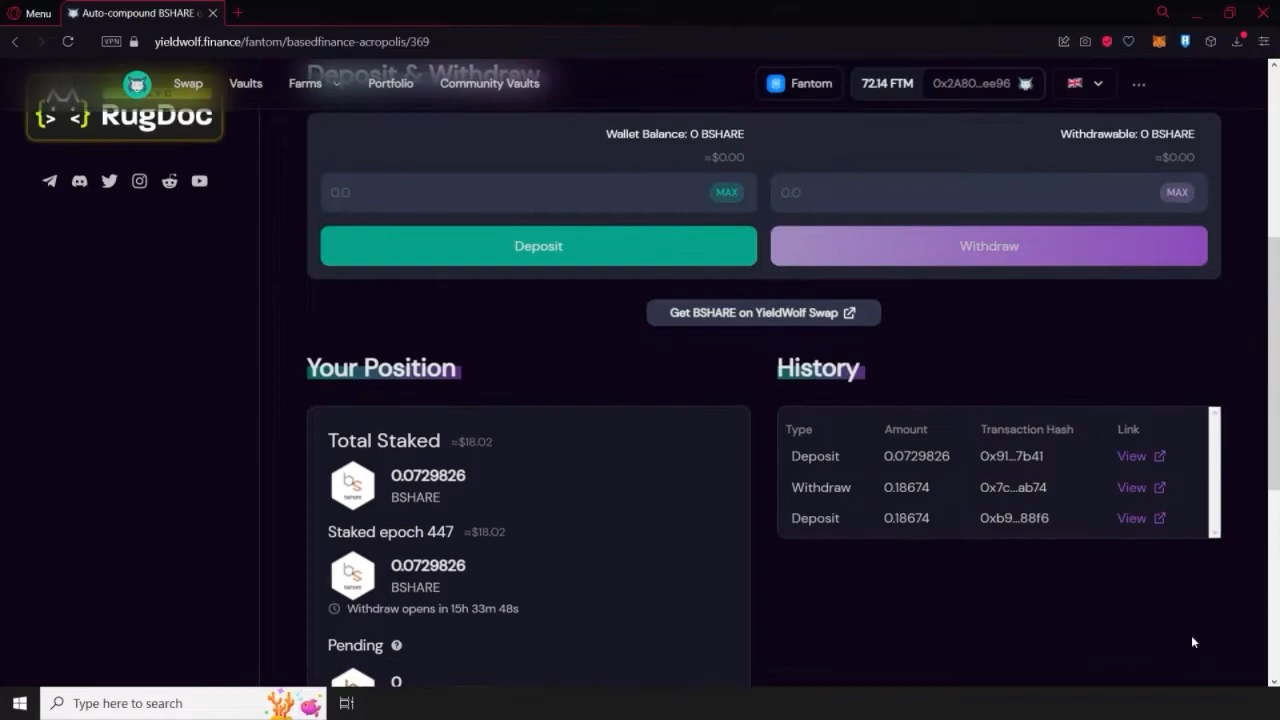 Menu
Auto-compound BSHARE
VPN
yieldwolf.finance/fantom/basedfinance-acropolis/369
Deposit & Withdraw
Swap
Vaults
Farms
Portfolio
Community Vaults
Fantom
72.14 FTM
0x2A80...ee96
{> <}
RugDoc
Wallet Balance: 0 BSHARE
≈$0.00
0.0
MAX
Deposit
Withdrawable: 0 BSHARE
≈$0.00
0.0
MAX
Withdraw
Get BSHARE on YieldWolf Swap
Your Position
Total Staked ≈$18.02
0.0729826
BSHARE
Staked epoch 447 ≈$18.02
0.0729826
BSHARE
Withdraw opens in 15h 33m 48s
Pending ?
0
History
Type Amount Transaction Hash Link
Deposit 0.0729826 0x91...7b41 View
Withdraw 0.18674 0x7c...ab74 View
Deposit 0.18674 0xb9...88f6 View
Type here to search